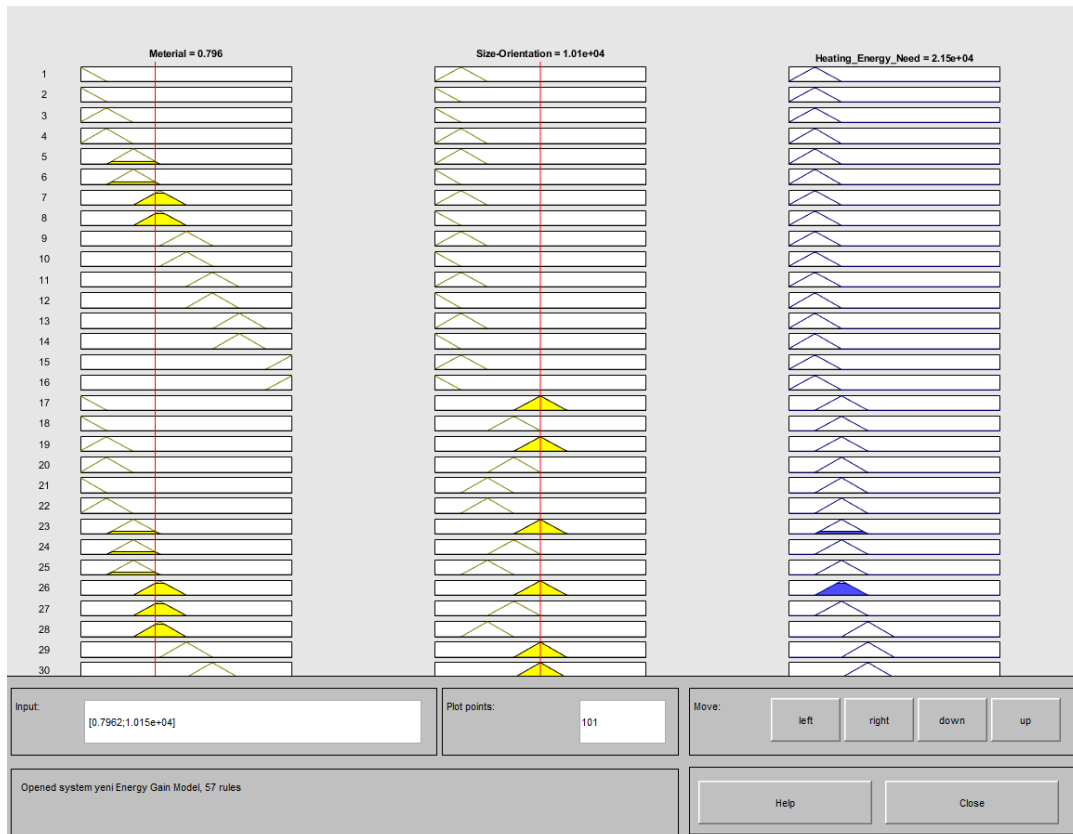 Meterial = 0.796
Size-Orientation = 1.01e+04
Heating_Energy_Need = 2.15e+04
1
2
3
4
5
6
7
8
9
10
11
12
13
14
15
16
17
18
19
20
21
22
23
24
25
26
27
28
29
30
Input:
[0.7962;1.015e+04]
Plot points:
101
Move:
left
right
down
up
Opened system yeni Energy Gain Model, 57 rules
Help
Close